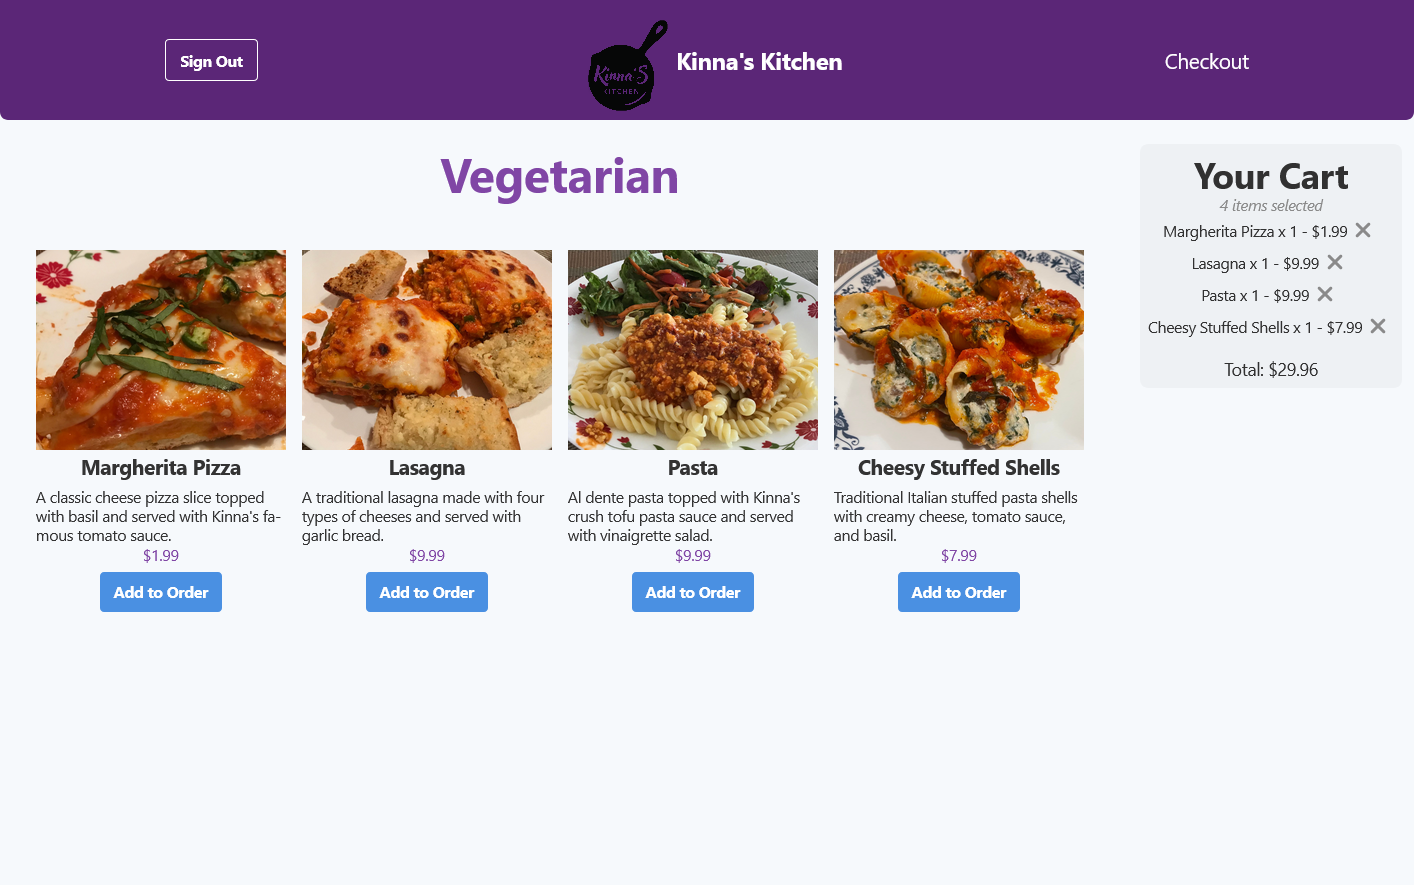 Sign Out
Kinna'S
KITCHEN
Kinna's Kitchen
Checkout
Vegetarian
Margherita Pizza
A classic cheese pizza slice topped
with basil and served with Kinna's fa-
mous tomato sauce.
$1.99
Add to Order
Lasagna
A traditional lasagna made with four
types of cheeses and served with
garlic bread.
$9.99
Add to Order
Pasta
Al dente pasta topped with Kinna's
crush tofu pasta sauce and served
with vinaigrette salad.
$9.99
Add to Order
Cheesy Stuffed Shells
Traditional Italian stuffed pasta shells
with creamy cheese, tomato sauce,
and basil.
$7.99
Add to Order
Your Cart
4 items selected
Margherita Pizza x 1 - $1.99
Lasagna x 1 - $9.99
Pasta x 1 - $9.99
Cheesy Stuffed Shells x 1 - $7.99
Total: $29.96